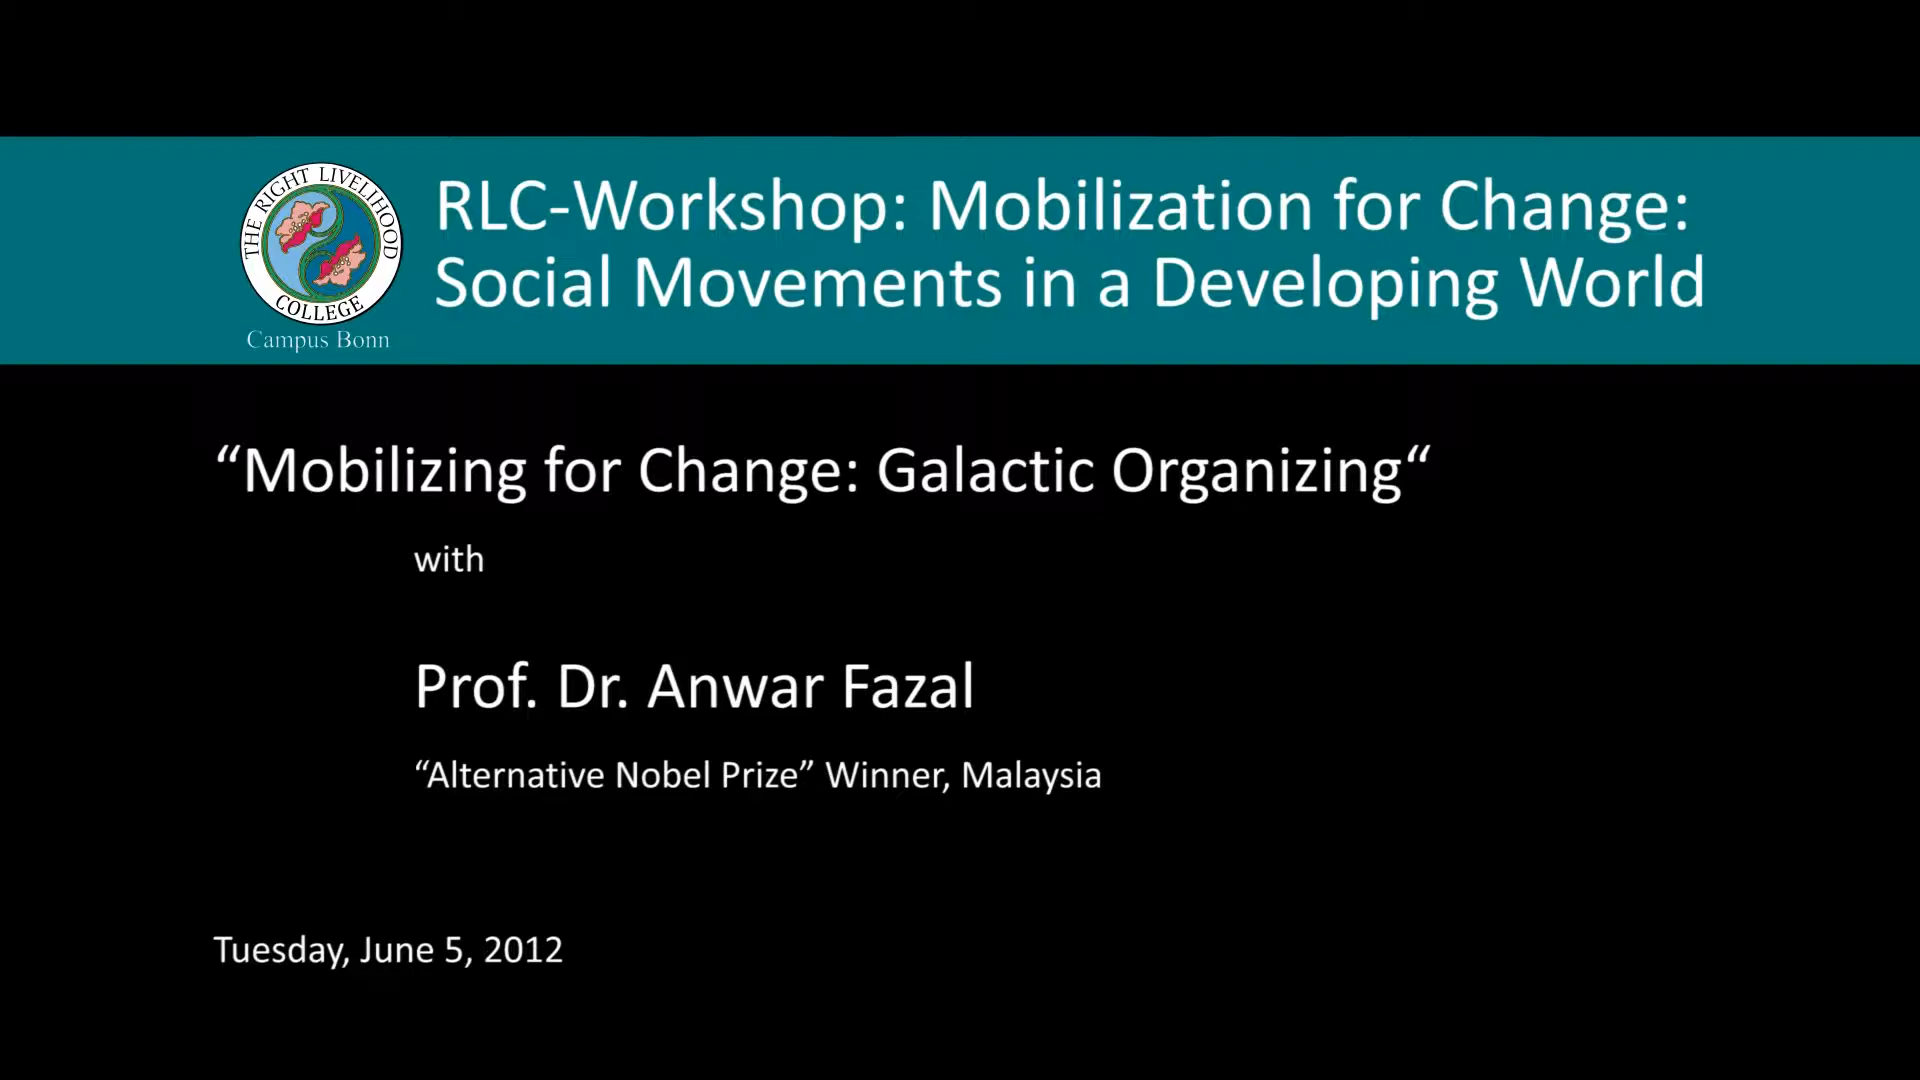 THE RIGHT LIVELIHOOD
COLLEGE
Campus Bonn
RLC-Workshop: Mobilization for Change:
Social Movements in a Developing World
“Mobilizing for Change: Galactic Organizing“
with
Prof. Dr. Anwar Fazal
“Alternative Nobel Prize” Winner, Malaysia
Tuesday, June 5, 2012